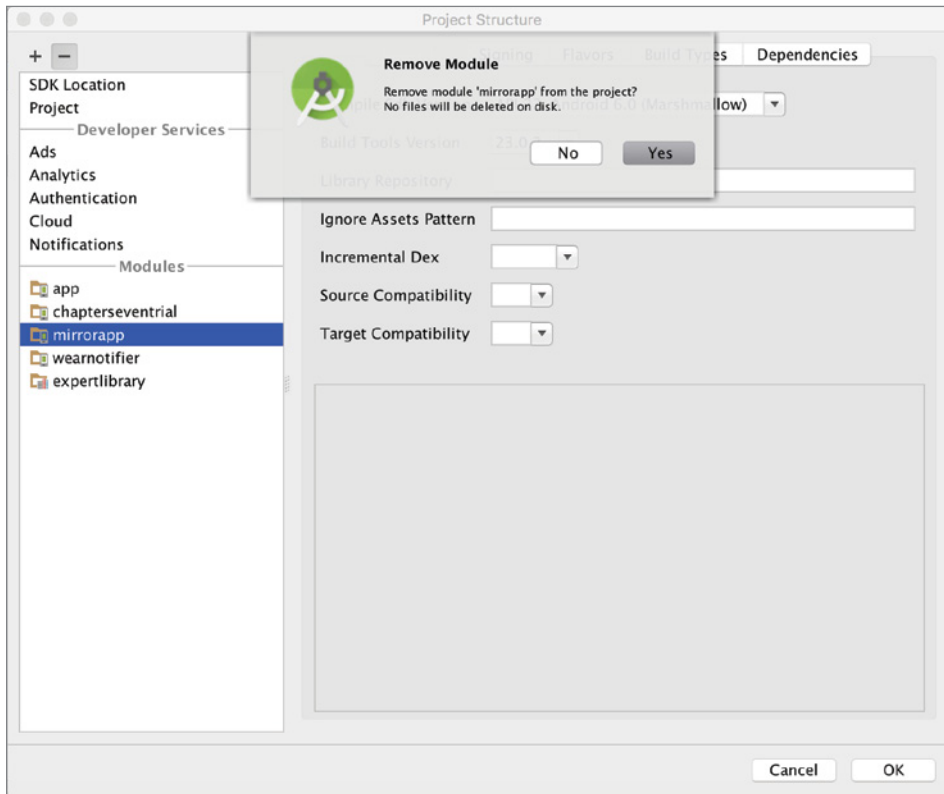 Project Structure
+ −
SDK Location
Project
Developer Services
Ads
Analytics
Authentication
Cloud
Notifications
Modules
app
chapterseventrial
mirrorapp
wearnotifier
expertlibrary
Remove Module
Remove module 'mirrorapp' from the project?
No files will be deleted on disk.
No Yes
Signing Flavors Build Types Dependencies
Android 6.0 (Marshmallow)
Build Tools Version 23.0.
Library Repository
Ignore Assets Pattern
Incremental Dex
Source Compatibility
Target Compatibility
Cancel OK